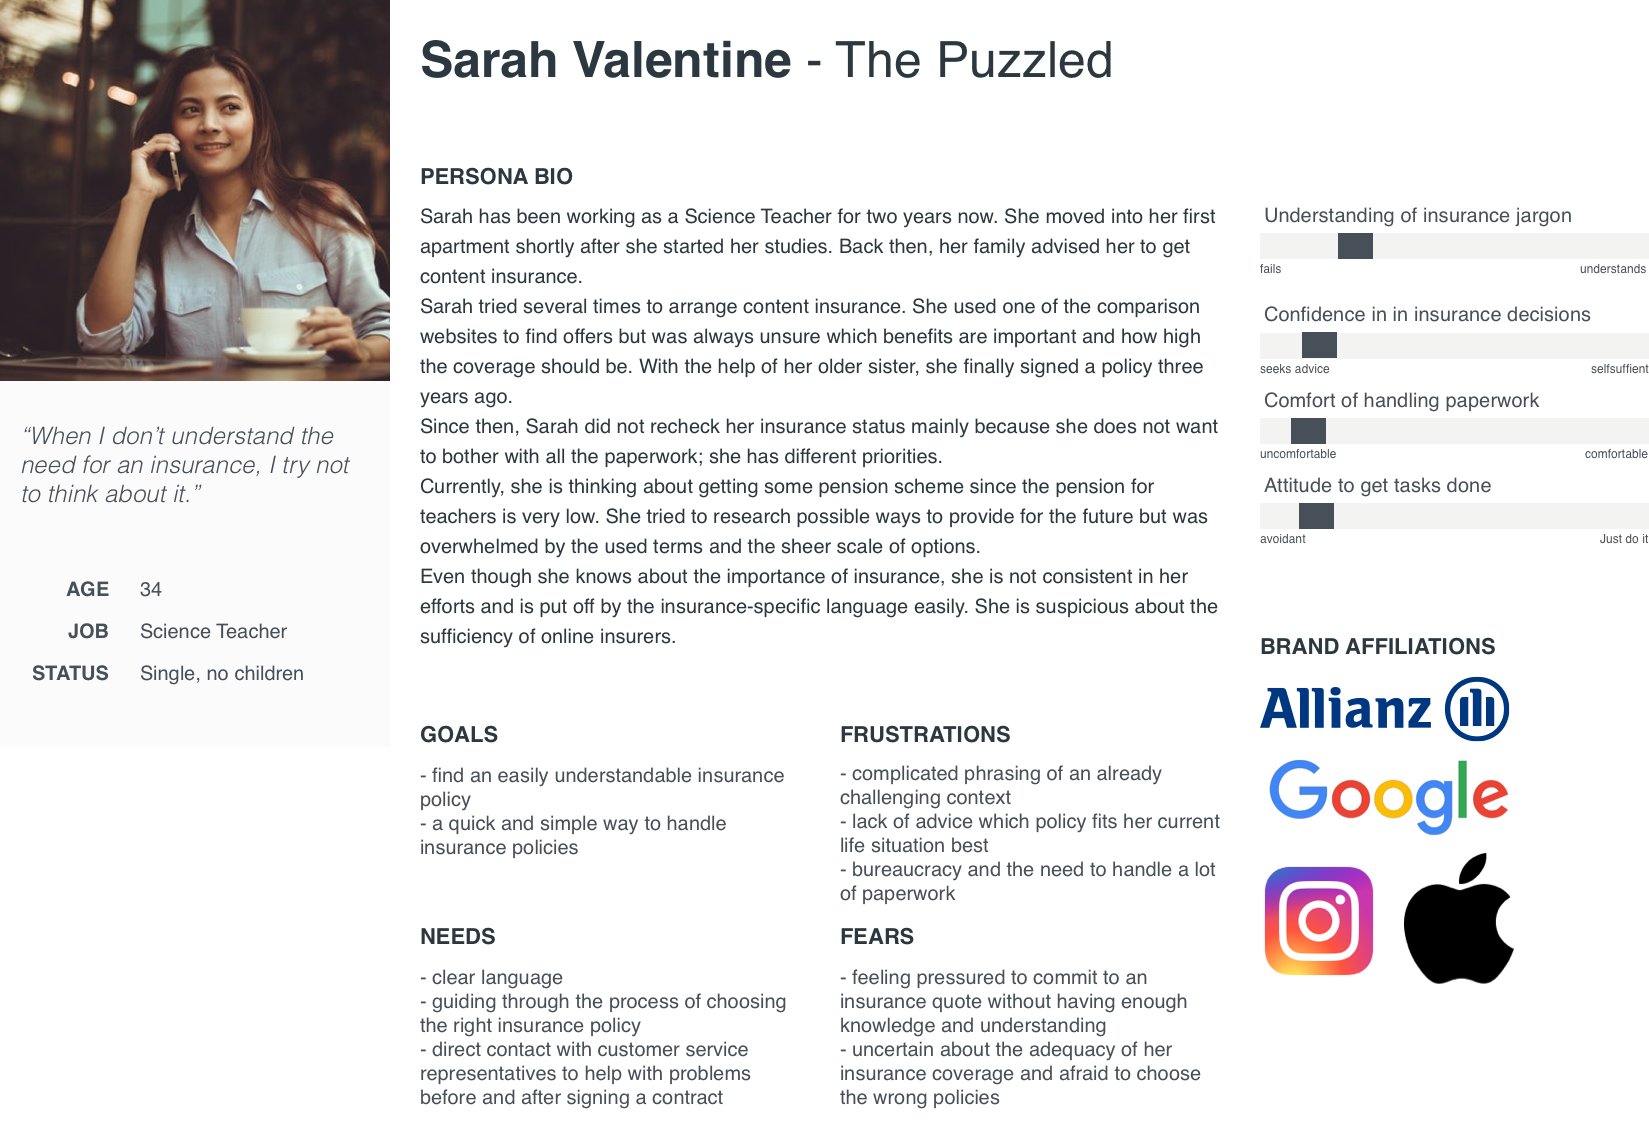 Sarah Valentine - The Puzzled
“When I don’t understand the
need for an insurance, I try not
to think about it.”
AGE 34
JOB Science Teacher
STATUS Single, no children
PERSONA BIO
Sarah has been working as a Science Teacher for two years now. She moved into her first
apartment shortly after she started her studies. Back then, her family advised her to get
content insurance.
Sarah tried several times to arrange content insurance. She used one of the comparison
websites to find offers but was always unsure which benefits are important and how high
the coverage should be. With the help of her older sister, she finally signed a policy three
years ago.
Since then, Sarah did not recheck her insurance status mainly because she does not want
to bother with all the paperwork; she has different priorities.
Currently, she is thinking about getting some pension scheme since the pension for
teachers is very low. She tried to research possible ways to provide for the future but was
overwhelmed by the used terms and the sheer scale of options.
Even though she knows about the importance of insurance, she is not consistent in her
efforts and is put off by the insurance-specific language easily. She is suspicious about the
sufficiency of online insurers.
GOALS
- find an easily understandable insurance
policy
- a quick and simple way to handle
insurance policies
FRUSTRATIONS
- complicated phrasing of an already
challenging context
- lack of advice which policy fits her current
life situation best
- bureaucracy and the need to handle a lot
of paperwork
NEEDS
- clear language
- guiding through the process of choosing
the right insurance policy
- direct contact with customer service
representatives to help with problems
before and after signing a contract
FEARS
- feeling pressured to commit to an
insurance quote without having enough
knowledge and understanding
- uncertain about the adequacy of her
insurance coverage and afraid to choose
the wrong policies
Understanding of insurance jargon
fails understands
Confidence in in insurance decisions
seeks advice selfsuffient
Comfort of handling paperwork
uncomfortable comfortable
Attitude to get tasks done
avoidant Just do it
BRAND AFFILIATIONS
Allianz
Google